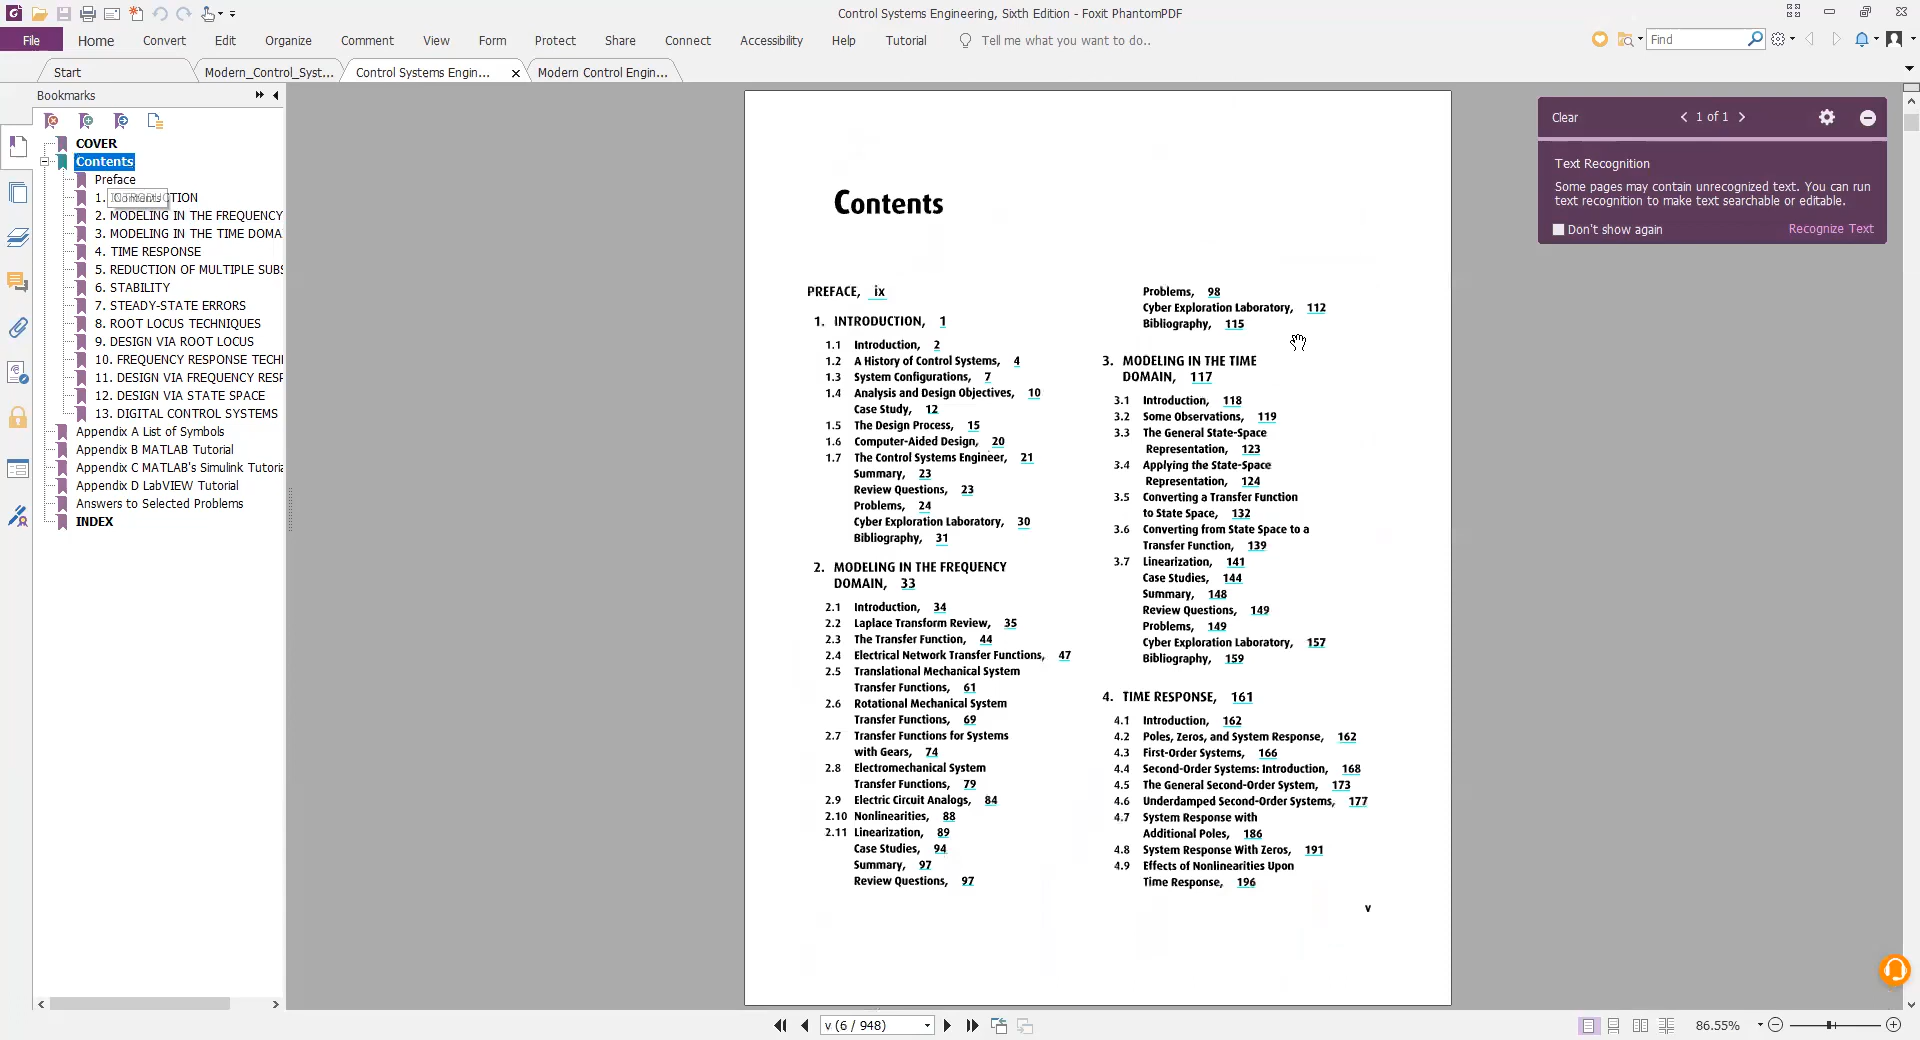 Control Systems Engineering, Sixth Edition - Foxit PhantomPDF
File Home Convert Edit Organize Comment View Form Protect Share Connect Accessibility Help Tutorial Tell me what you want to do.. Find
Start Modern_Control_Syst... Control Systems Engin... Modern Control Engin...
Bookmarks
COVER
Contents
Preface
1. INTRODUCTION
Contents
2. MODELING IN THE FREQUENCY
3. MODELING IN THE TIME DOMA
4. TIME RESPONSE
5. REDUCTION OF MULTIPLE SUBS
6. STABILITY
7. STEADY-STATE ERRORS
8. ROOT LOCUS TECHNIQUES
9. DESIGN VIA ROOT LOCUS
10. FREQUENCY RESPONSE TECHI
11. DESIGN VIA FREQUENCY RESP
12. DESIGN VIA STATE SPACE
13. DIGITAL CONTROL SYSTEMS
Appendix A List of Symbols
Appendix B MATLAB Tutorial
Appendix C MATLAB's Simulink Tutoria
Appendix D LabVIEW Tutorial
Answers to Selected Problems
INDEX
Contents
PREFACE, ix
1. INTRODUCTION, 1
1.1 Introduction, 2
1.2 A History of Control Systems, 4
1.3 System Configurations, 7
1.4 Analysis and Design Objectives, 10
Case Study, 12
1.5 The Design Process, 15
1.6 Computer-Aided Design, 20
1.7 The Control Systems Engineer, 21
Summary, 23
Review Questions, 23
Problems, 24
Cyber Exploration Laboratory, 30
Bibliography, 31
2. MODELING IN THE FREQUENCY
DOMAIN, 33
2.1 Introduction, 34
2.2 Laplace Transform Review, 35
2.3 The Transfer Function, 44
2.4 Electrical Network Transfer Functions, 47
2.5 Translational Mechanical System
Transfer Functions, 61
2.6 Rotational Mechanical System
Transfer Functions, 69
2.7 Transfer Functions for Systems
with Gears, 74
2.8 Electromechanical System
Transfer Functions, 79
2.9 Electric Circuit Analogs, 84
2.10 Nonlinearities, 88
2.11 Linearization, 89
Case Studies, 94
Summary, 97
Review Questions, 97
Problems, 98
Cyber Exploration Laboratory, 112
Bibliography, 115
3. MODELING IN THE TIME
DOMAIN, 117
3.1 Introduction, 118
3.2 Some Observations, 119
3.3 The General State-Space
Representation, 123
3.4 Applying the State-Space
Representation, 124
3.5 Converting a Transfer Function
to State Space, 132
3.6 Converting from State Space to a
Transfer Function, 139
3.7 Linearization, 141
Case Studies, 144
Summary, 148
Review Questions, 149
Problems, 149
Cyber Exploration Laboratory, 157
Bibliography, 159
4. TIME RESPONSE, 161
4.1 Introduction, 162
4.2 Poles, Zeros, and System Response, 162
4.3 First-Order Systems, 166
4.4 Second-Order Systems: Introduction, 168
4.5 The General Second-Order System, 173
4.6 Underdamped Second-Order Systems, 177
4.7 System Response with
Additional Poles, 186
4.8 System Response With Zeros, 191
4.9 Effects of Nonlinearities Upon
Time Response, 196
v
Clear 1 of 1
Text Recognition
Some pages may contain unrecognized text. You can run
text recognition to make text searchable or editable.
Don't show again Recognize Text
v (6 / 948) 86.55%